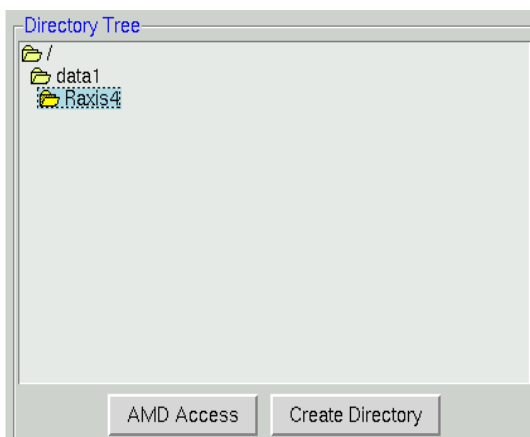 Directory Tree
/
data1
Raxis4
AMD Access
Create Directory